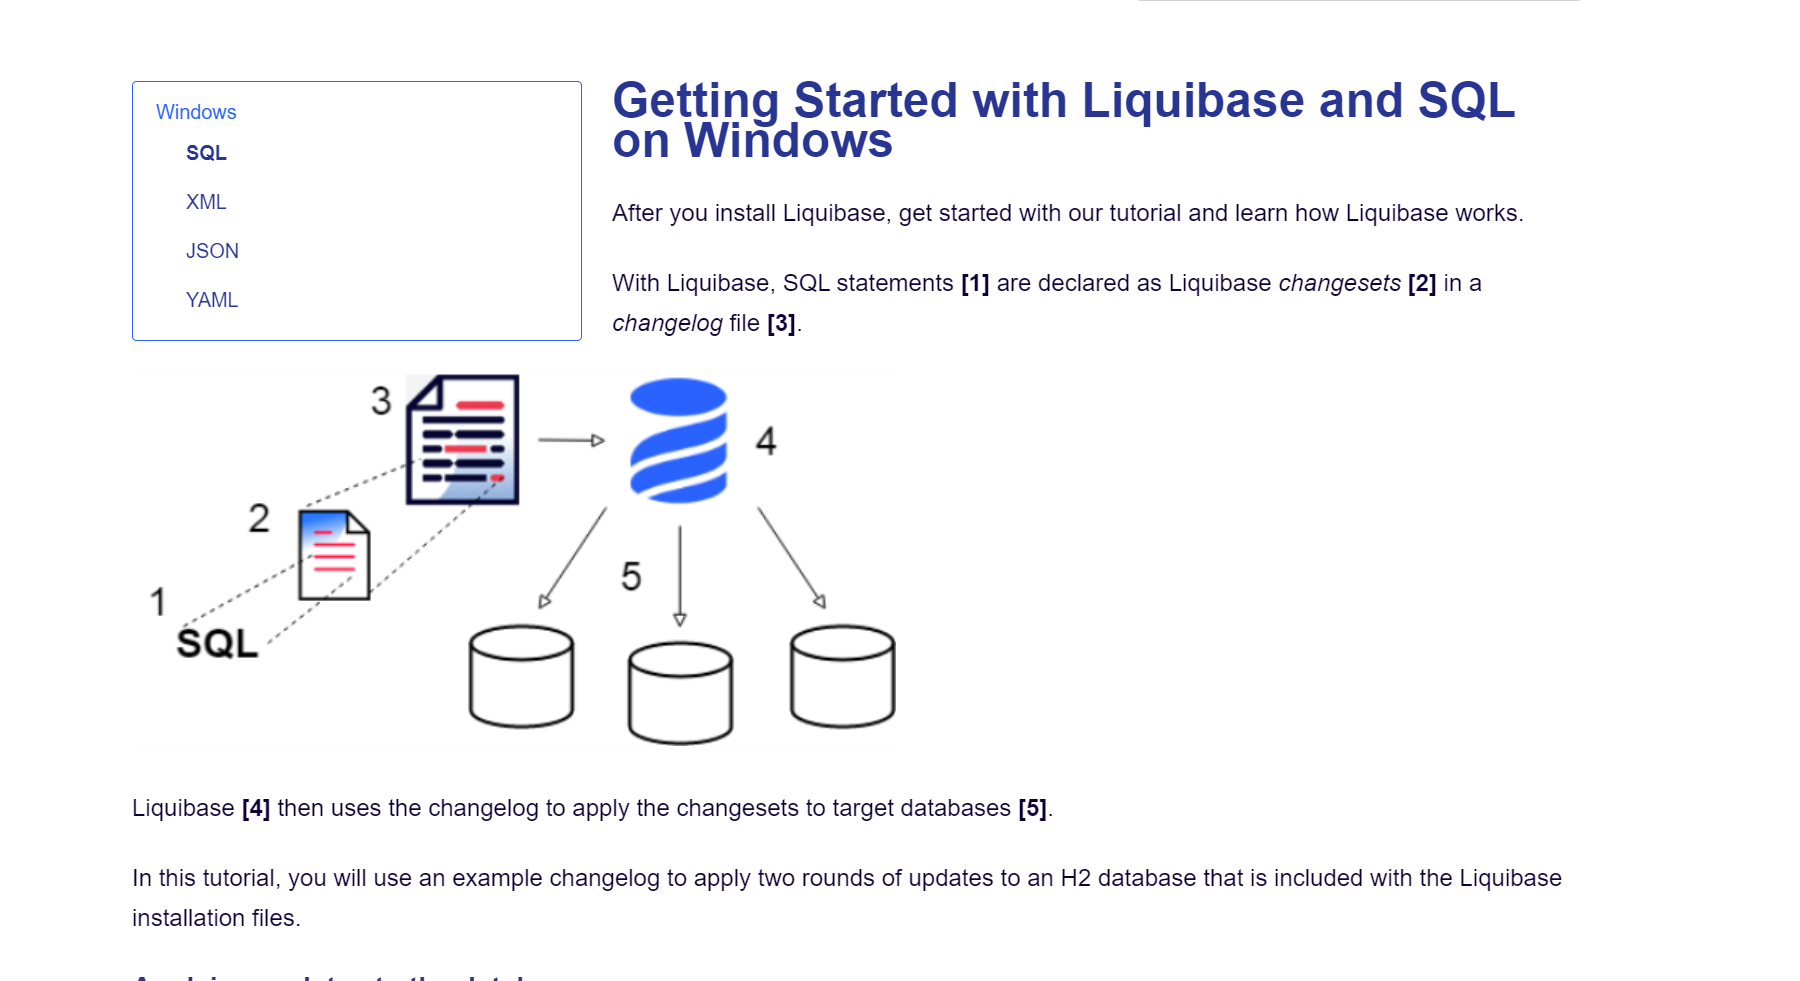 Windows
SQL
XML
JSON
YAML
Getting Started with Liquibase and SQL
on Windows
After you install Liquibase, get started with our tutorial and learn how Liquibase works.
With Liquibase, SQL statements [1] are declared as Liquibase changesets [2] in a
changelog file [3].
3
4
2
5
1
SQL
Liquibase [4] then uses the changelog to apply the changesets to target databases [5].
In this tutorial, you will use an example changelog to apply two rounds of updates to an H2 database that is included with the Liquibase
installation files.